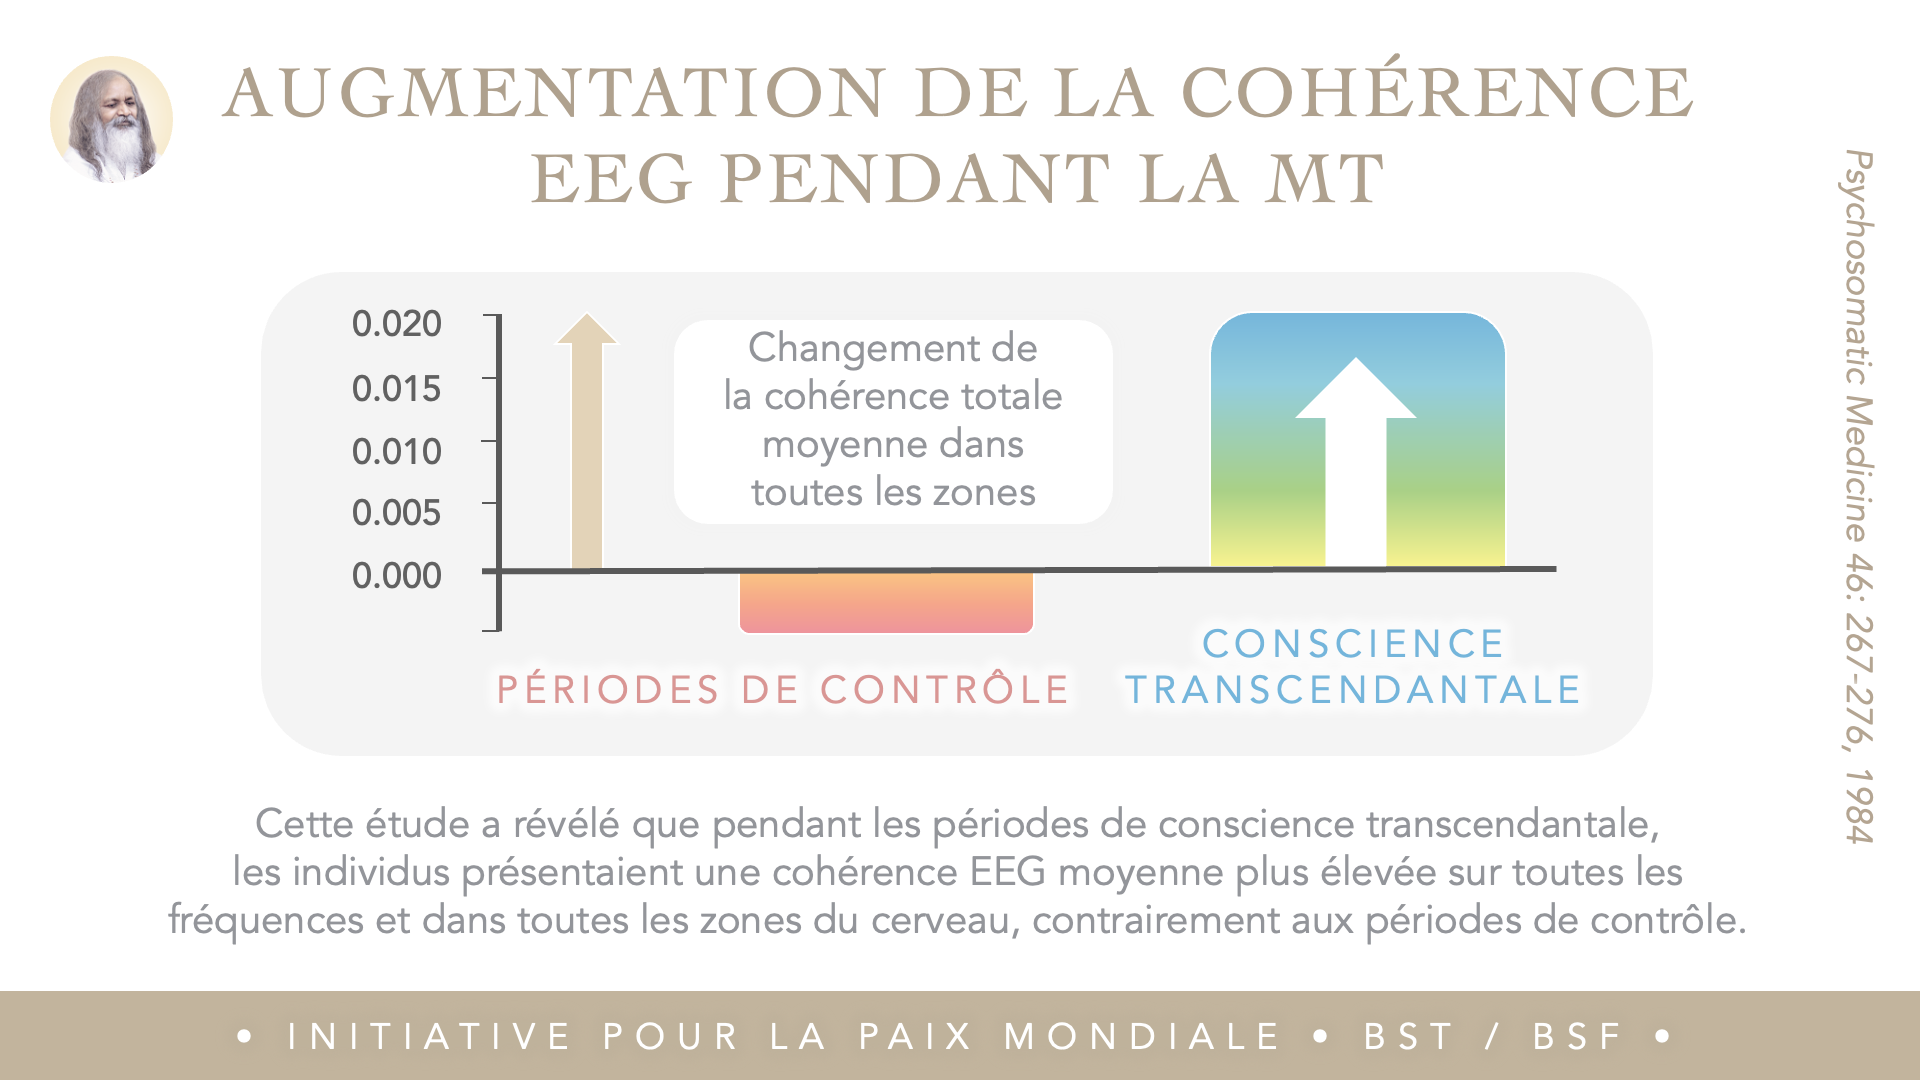 AUGMENTATION DE LA COHÉRENCE
EEG PENDANT LA MT
0.020
0.015
0.010
0.005
0.000
Changement de
la cohérence totale
moyenne dans
toutes les zones
PÉRIODES DE CONTRÔLE
CONSCIENCE
TRANSCENDANTALE
Psychosomatic Medicine 46: 267-276, 1984
Cette étude a révélé que pendant les périodes de conscience transcendantale,
les individus présentaient une cohérence EEG moyenne plus élevée sur toutes les
fréquences et dans toutes les zones du cerveau, contrairement aux périodes de contrôle.
• INITIATIVE POUR LA PAIX MONDIALE • BST / BSF •